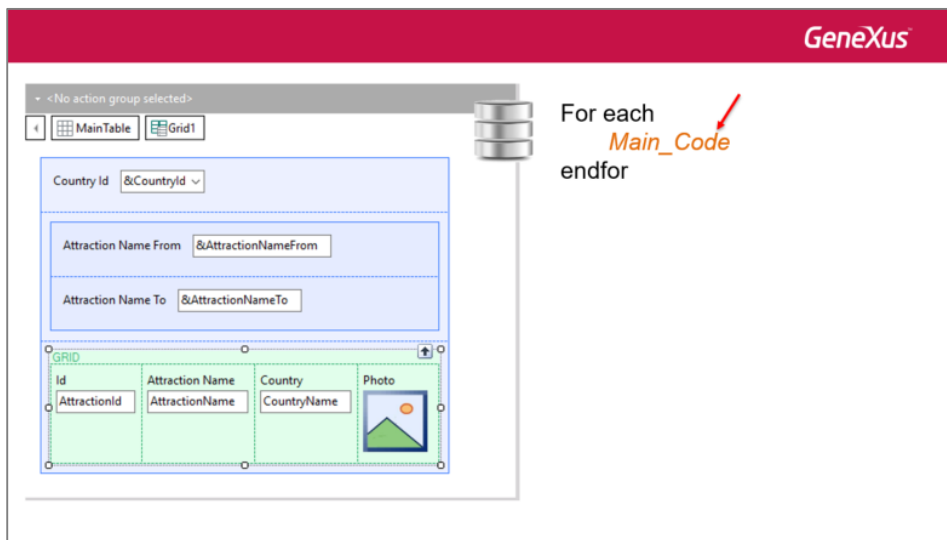 GeneXus™
<No action group selected>
MainTable
Grid1
For each
Main_Code
endfor
Country Id
&CountryId
Attraction Name From
&AttractionNameFrom
Attraction Name To
&AttractionNameTo
GRID
Id
Attraction Name
Country
Photo
AttractionId
AttractionName
CountryName